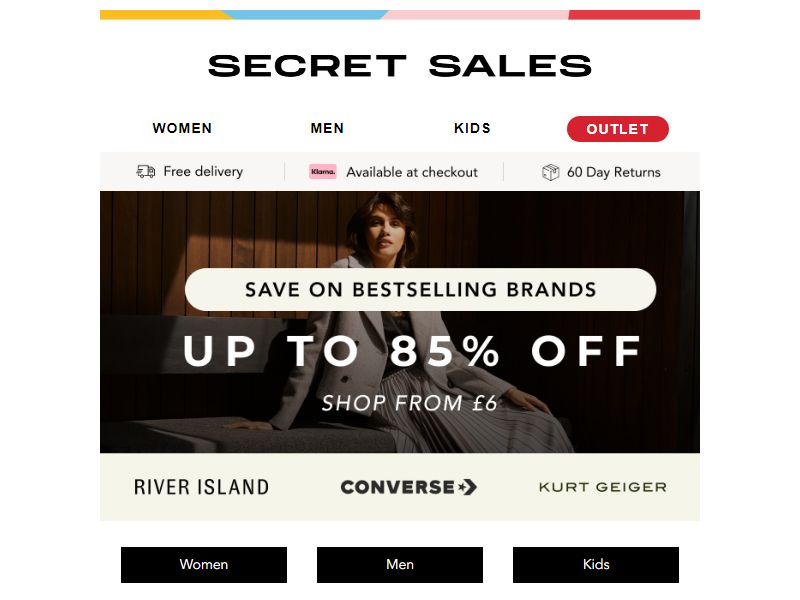 SECRET SALES
WOMEN MEN KIDS OUTLET
Free delivery Klarna. Available at checkout 60 Day Returns
SAVE ON BESTSELLING BRANDS
UP TO 85% OFF
SHOP FROM £6
RIVER ISLAND CONVERSE KURT GEIGER
Women Men Kids